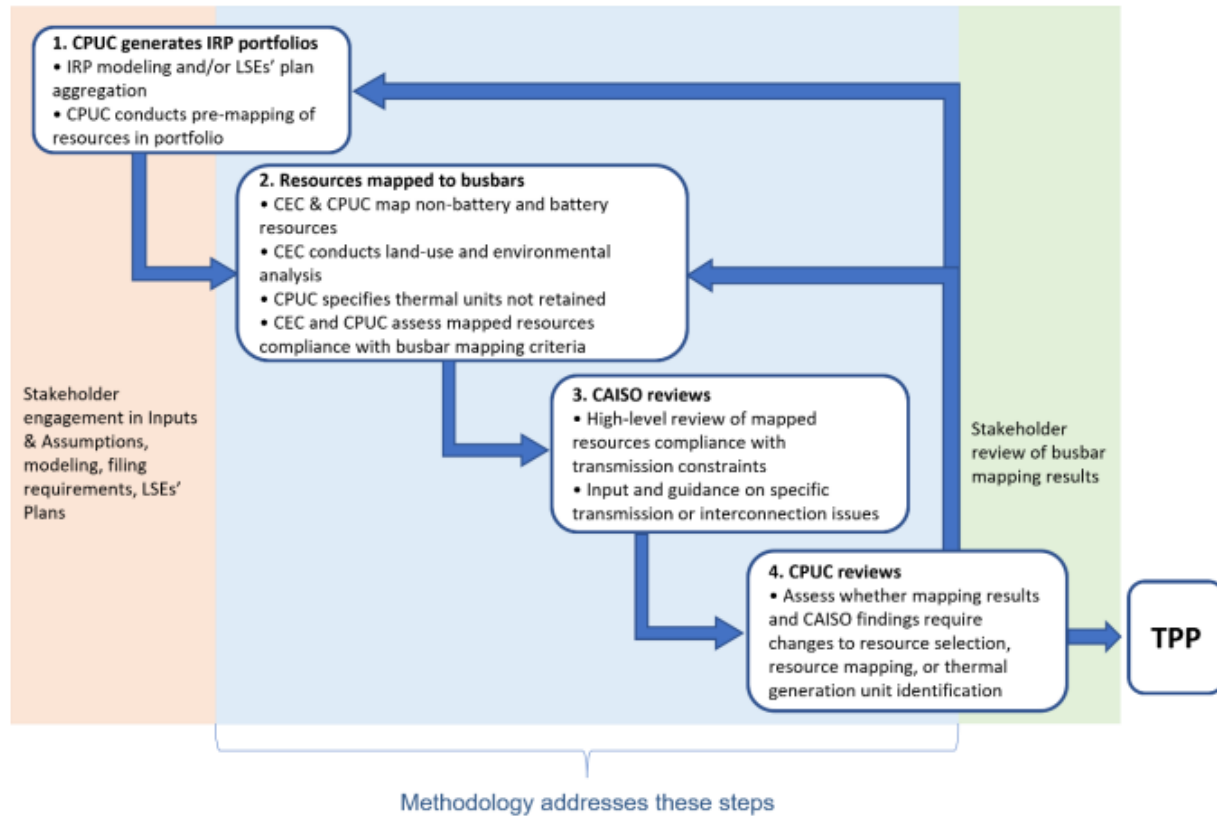 1. CPUC generates IRP portfolios
• IRP modeling and/or LSEs’ plan
aggregation
• CPUC conducts pre-mapping of
resources in portfolio
2. Resources mapped to busbars
• CEC & CPUC map non-battery and battery
resources
• CEC conducts land-use and environmental
analysis
• CPUC specifies thermal units not retained
• CEC and CPUC assess mapped resources
compliance with busbar mapping criteria
Stakeholder
engagement in Inputs
& Assumptions,
modeling, filing
requirements, LSEs’
Plans
3. CAISO reviews
• High-level review of mapped
resources compliance with
transmission constraints
• Input and guidance on specific
transmission or interconnection issues
Stakeholder
review of busbar
mapping results
4. CPUC reviews
• Assess whether mapping results
and CAISO findings require
changes to resource selection,
resource mapping, or thermal
generation unit identification
TPP
Methodology addresses these steps